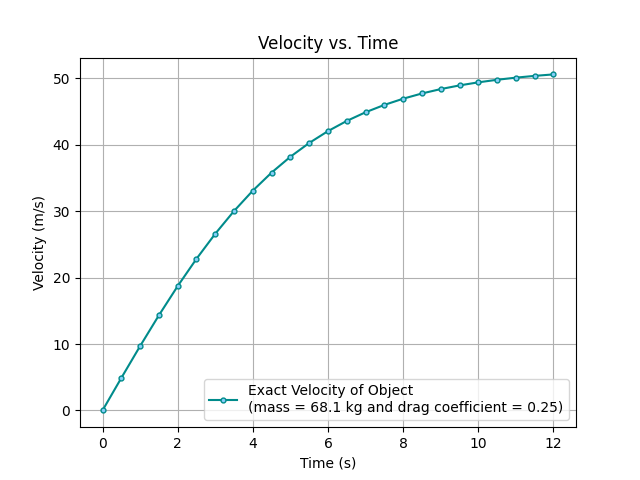 Velocity vs. Time
Velocity (m/s)
50
40
30
20
10
0
Exact Velocity of Object
(mass = 68.1 kg and drag coefficient = 0.25)
0 2 4 6 8 10 12
Time (s)